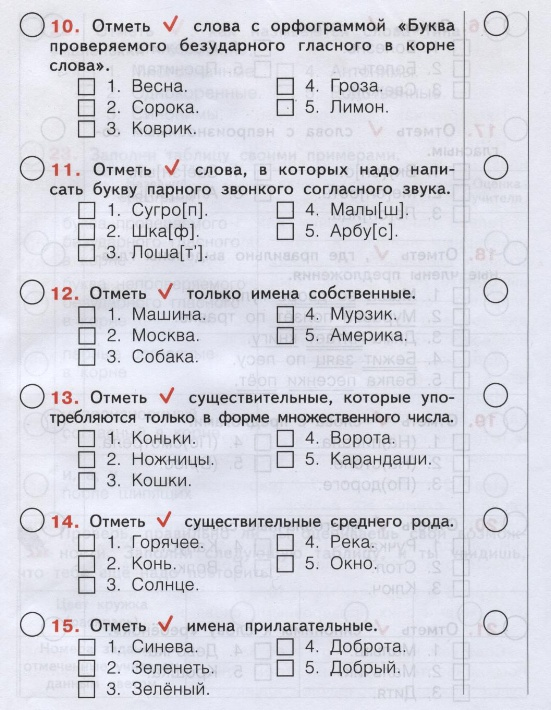 10. Отметь ✓ слова с орфограммой «Буква
проверяемого безударного гласного в корне
слова».
1. Весна. 4. Гроза.
2. Сорока. 5. Лимон.
3. Коврик.
11. Отметь ✓ слова, в которых надо напи-
сать букву парного звонкого согласного звука.
1. Сугро[п]. 4. Малы[ш].
2. Шка[ф]. 5. Арбу[с].
3. Лоша[т'].
12. Отметь ✓ только имена собственные.
1. Машина. 4. Мурзик.
2. Москва. 5. Америка.
3. Собака.
13. Отметь ✓ существительные, которые упо-
требляются только в форме множественного числа.
1. Коньки. 4. Ворота.
2. Ножницы. 5. Карандаши.
3. Кошки.
14. Отметь ✓ существительные среднего рода.
1. Горячее. 4. Река.
2. Конь. 5. Окно.
3. Солнце.
15. Отметь ✓ имена прилагательные.
1. Синева. 4. Доброта.
2. Зеленеть. 5. Добрый.
3. Зелёный.